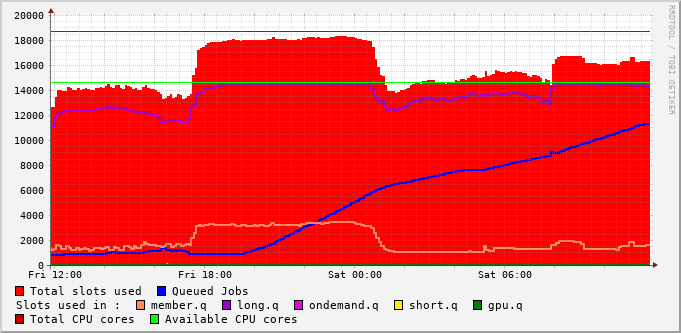 20000
18000
16000
14000
12000
10000
8000
6000
4000
2000
0
Fri 12:00 Fri 18:00 Sat 00:00 Sat 06:00
RRDTOOL / TOBI OETIKER
Total slots used Queued Jobs
Slots used in : member.q long.q ondemand.q short.q gpu.q
Total CPU cores Available CPU cores